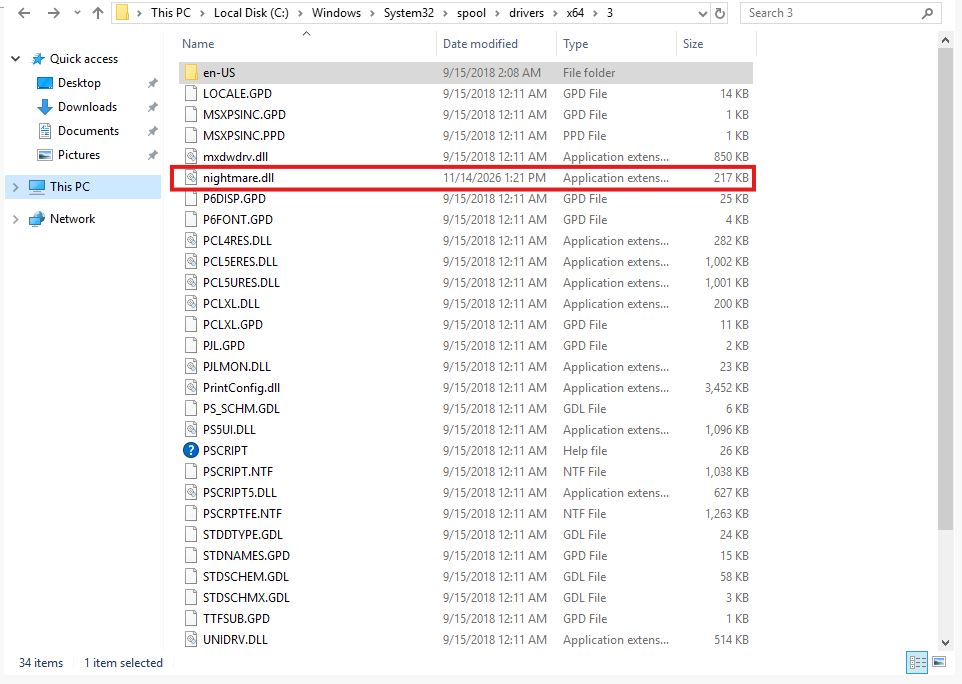 This PC > Local Disk (C:) > Windows > System32 > spool > drivers > x64 > 3
Search 3
Quick access
Desktop
Downloads
Documents
Pictures
This PC
Network
Name Date modified Type Size
en-US 9/15/2018 2:08 AM File folder
LOCALE.GPD 9/15/2018 12:11 AM GPD File 14 KB
MSXPSINC.GPD 9/15/2018 12:11 AM GPD File 1 KB
MSXPSINC.PPD 9/15/2018 12:11 AM PPD File 1 KB
mxdwdrv.dll 9/15/2018 12:11 AM Application extens... 850 KB
nightmare.dll 11/14/2026 1:21 PM Application extens... 217 KB
P6DISP.GPD 9/15/2018 12:11 AM GPD File 25 KB
P6FONT.GPD 9/15/2018 12:11 AM GPD File 4 KB
PCL4RES.DLL 9/15/2018 12:11 AM Application extens... 282 KB
PCL5ERES.DLL 9/15/2018 12:11 AM Application extens... 1,002 KB
PCL5URES.DLL 9/15/2018 12:11 AM Application extens... 1,001 KB
PCLXL.DLL 9/15/2018 12:11 AM Application extens... 200 KB
PCLXL.GPD 9/15/2018 12:11 AM GPD File 11 KB
PJL.GPD 9/15/2018 12:11 AM GPD File 2 KB
PJLMON.DLL 9/15/2018 12:11 AM Application extens... 23 KB
PrintConfig.dll 9/15/2018 12:11 AM Application extens... 3,452 KB
PS_SCHM.GDL 9/15/2018 12:11 AM GDL File 6 KB
PS5UI.DLL 9/15/2018 12:11 AM Application extens... 1,096 KB
PSCRIPT 9/15/2018 12:11 AM Help file 26 KB
PSCRIPT.NTF 9/15/2018 12:11 AM NTF File 1,038 KB
PSCRIPT5.DLL 9/15/2018 12:11 AM Application extens... 627 KB
PSCRPTFE.NTF 9/15/2018 12:11 AM NTF File 1,263 KB
STDDTYPE.GDL 9/15/2018 12:11 AM GDL File 24 KB
STDNAMES.GPD 9/15/2018 12:11 AM GPD File 15 KB
STDSCHEM.GDL 9/15/2018 12:11 AM GDL File 58 KB
STDSCHMX.GDL 9/15/2018 12:11 AM GDL File 3 KB
TTFSUB.GPD 9/15/2018 12:11 AM GPD File 1 KB
UNIDRV.DLL 9/15/2018 12:11 AM Application extens... 514 KB
34 items 1 item selected